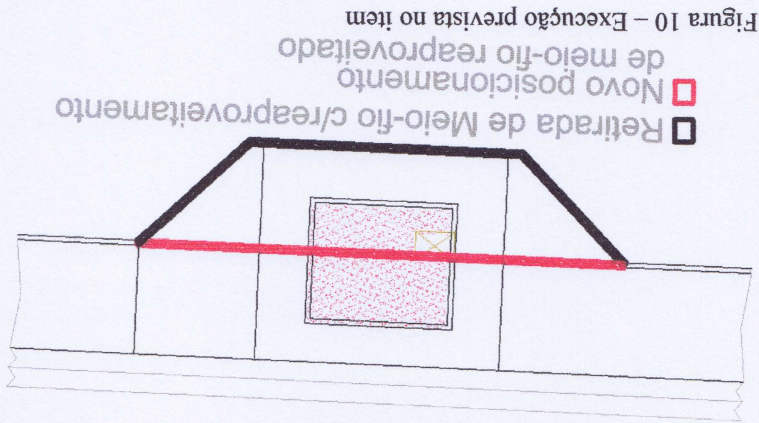 Retirada de Meio-fio c/reaproveitamento
Novo posicionamento
de meio-fio reaproveitado
Figura 10 – Execução prevista no item